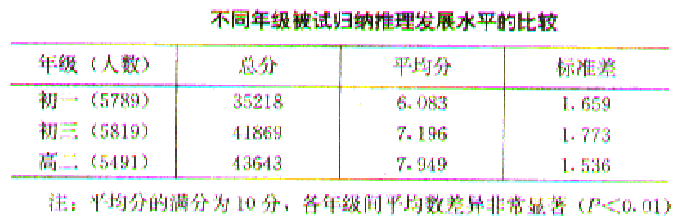 不同年级被试归纳推理发展水平的比较
年级（人数） 总分 平均分 标准差
初一（5789） 35218 6.083 1.659
初三（5819） 41869 7.196 1.773
高二（5491） 43643 7.949 1.536
注：平均分的满分为10分，各年级间平均数差异非常显著（P<0.01）